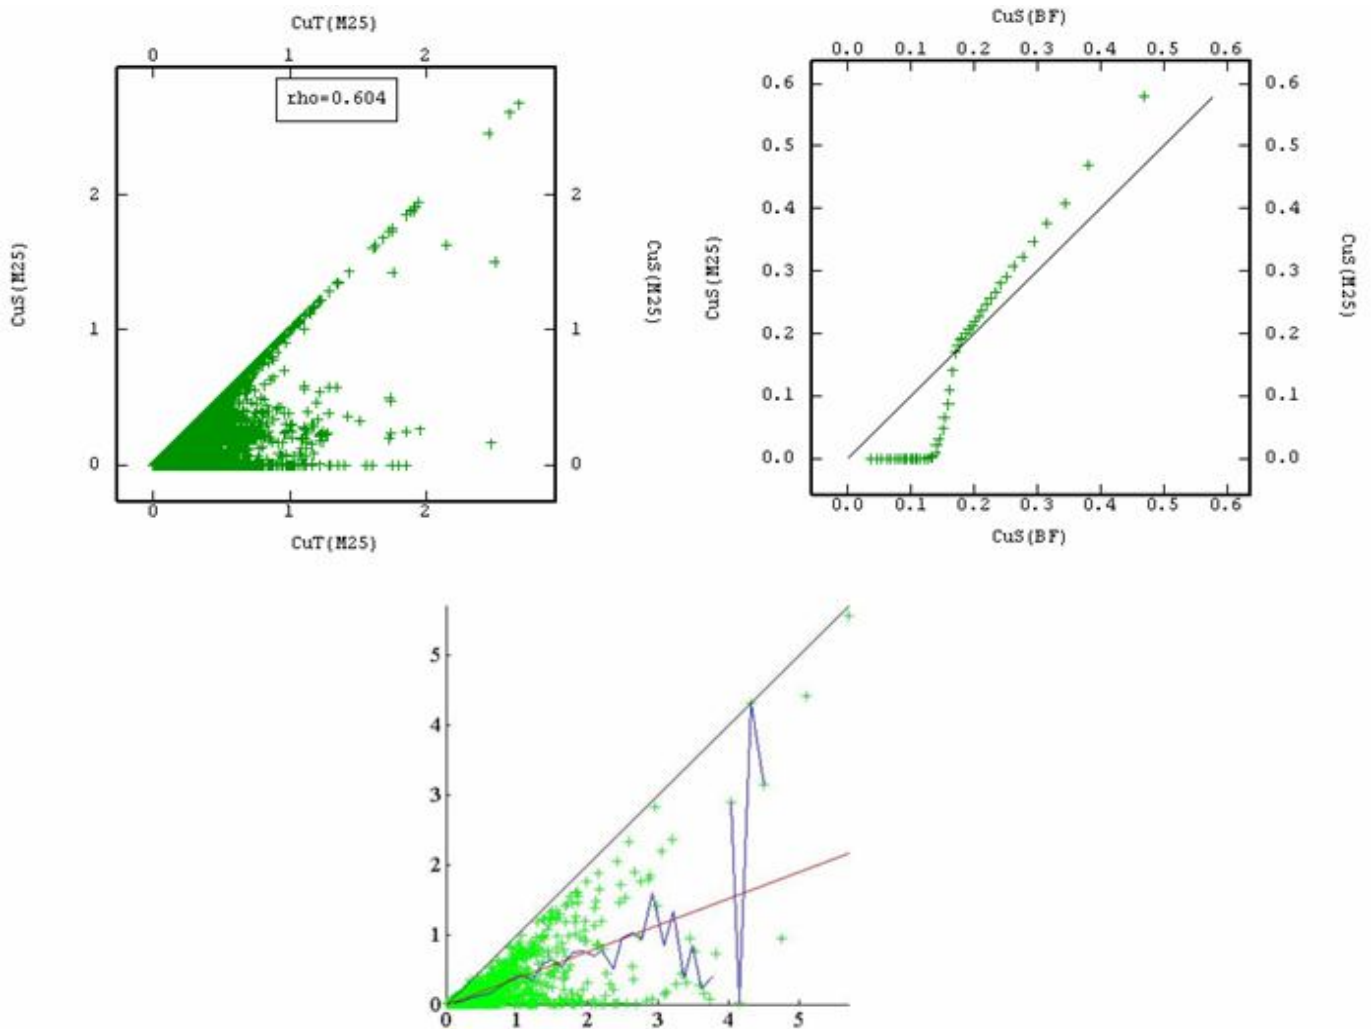 CuT(M25)
0 1 2
rho=0.604
2 2
1 1
0 0
0 1 2
CuT(M25)
CuS(M25)
CuS(M25)
CuS(BF)
0.0 0.1 0.2 0.3 0.4 0.5 0.6
0.6 0.6
0.5 0.5
0.4 0.4
0.3 0.3
0.2 0.2
0.1 0.1
0.0 0.0
0.0 0.1 0.2 0.3 0.4 0.5 0.6
CuS(BF)
CuS(M25)
CuS(M25)
5
4
3
2
1
0
0 1 2 3 4 5